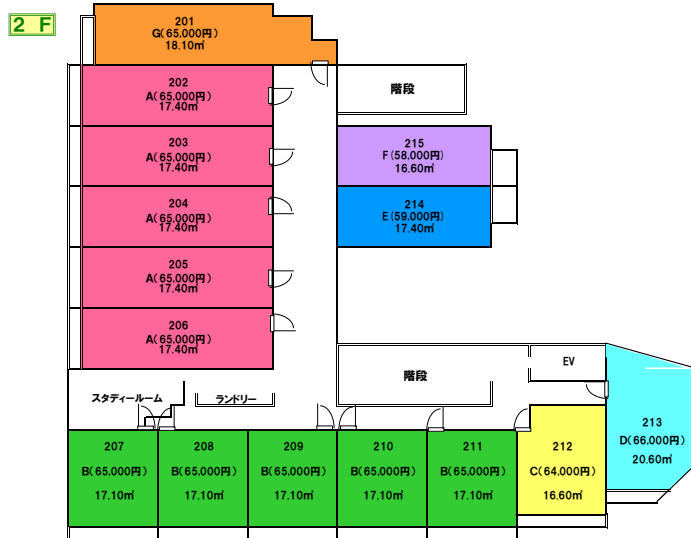 2 F
201
G(65,000円)
18.10㎡
202
A(65,000円)
17.40㎡
階段
203
A(65,000円)
17.40㎡
215
F(58,000円)
16.60㎡
204
A(65,000円)
17.40㎡
214
E(59,000円)
17.40㎡
205
A(65,000円)
17.40㎡
206
A(65,000円)
17.40㎡
階段
EV
スタディールーム
ランドリー
213
D(66,000円)
20.60㎡
207
B(65,000円)
17.10㎡
208
B(65,000円)
17.10㎡
209
B(65,000円)
17.10㎡
210
B(65,000円)
17.10㎡
211
B(65,000円)
17.10㎡
212
C(64,000円)
16.60㎡